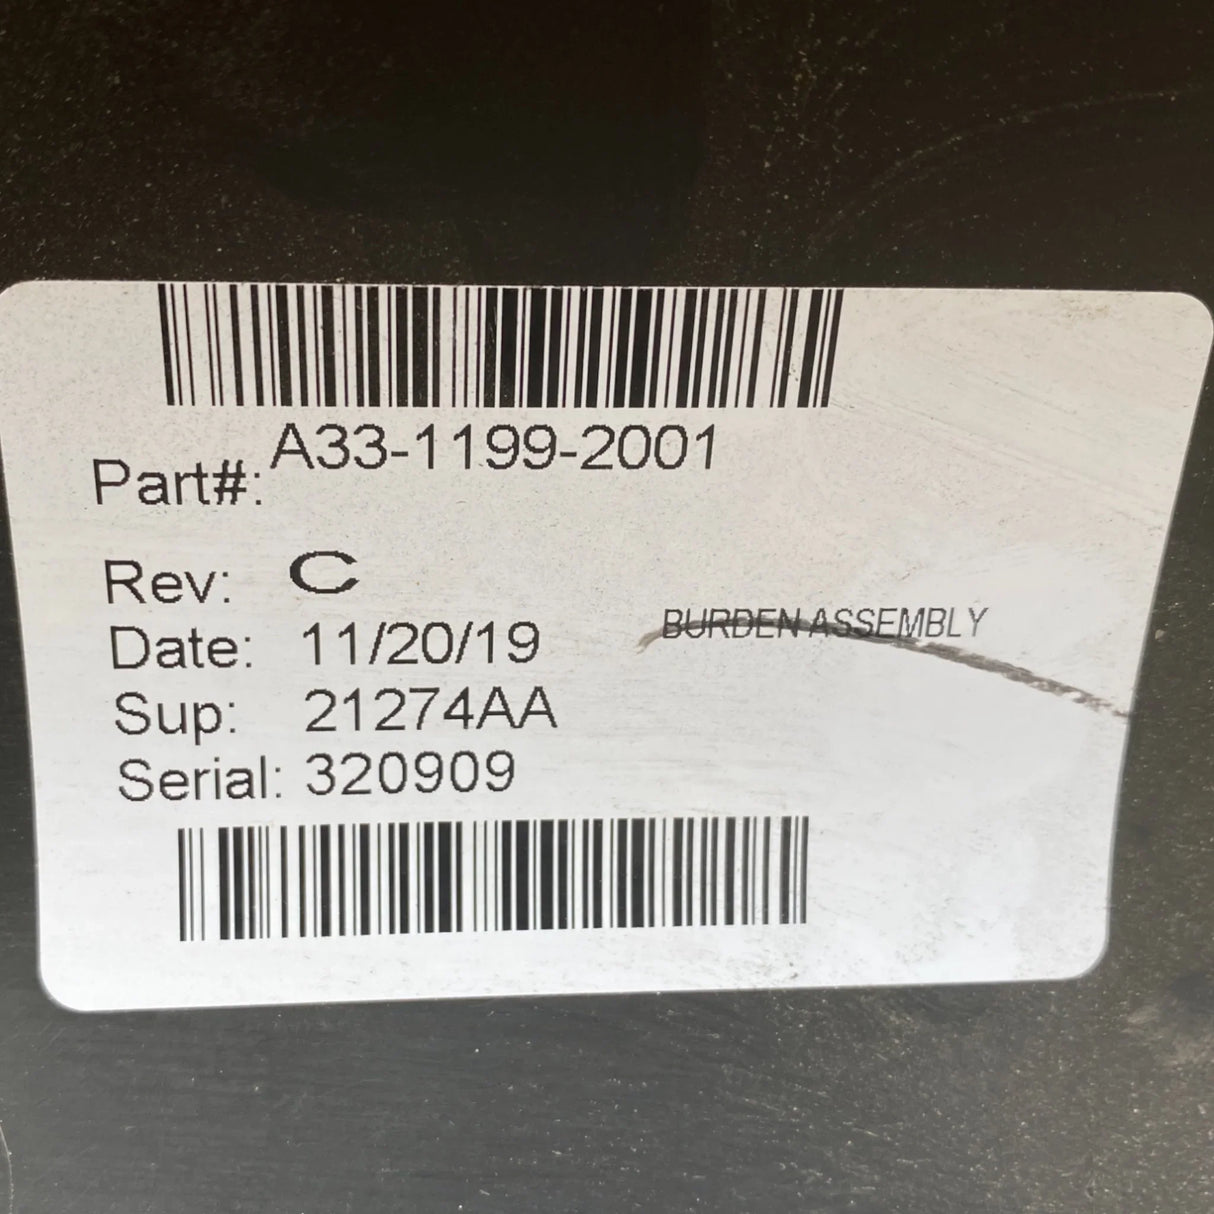 Part#: A33-1199-2001
Rev: C
Date: 11/20/19
BURDEN ASSEMBLY
Sup: 21274AA
Serial: 320909